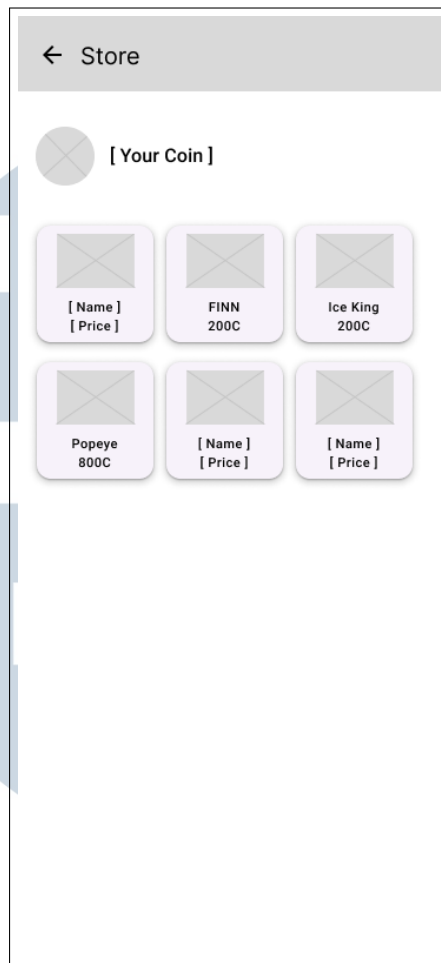 Store
[ Your Coin ]
[ Name ]
[ Price ]
FINN
200C
Ice King
200C
Popeye
800C
[ Name ]
[ Price ]
[ Name ]
[ Price ]